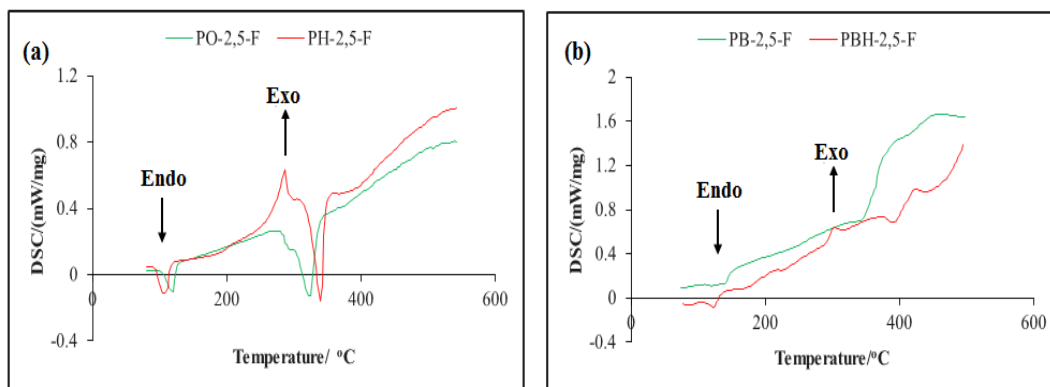 (a)
PO-2,5-F PH-2,5-F
1.2
0.8
0.4
0
-0.4
0 200 400 600
Endo
Exo
DSC/(mW/mg)
Temperature/ °C
(b)
PB-2,5-F PBH-2,5-F
2
1.6
1.2
0.8
0.4
0
-0.4
0 200 400 600
Endo
Exo
DSC/(mW/mg)
Temperature/°C